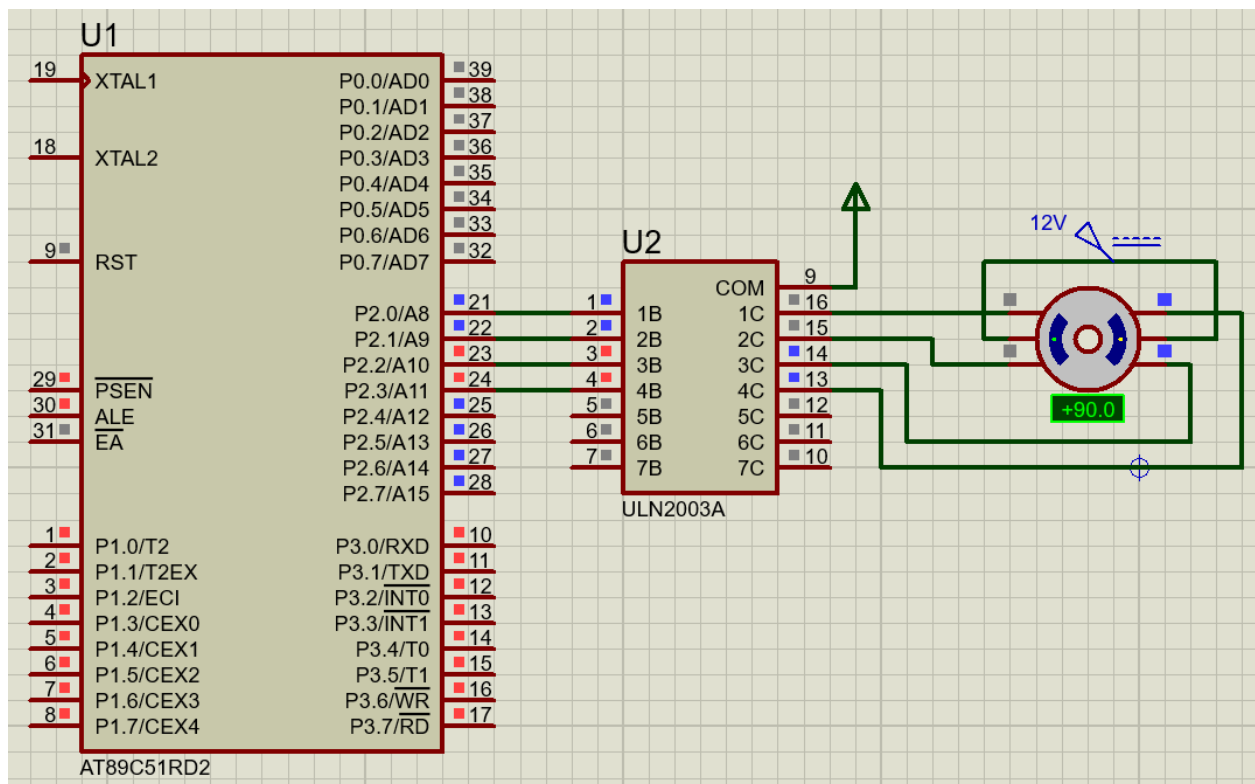 U1
19 XTAL1
18 XTAL2
9 RST
29 PSEN
30 ALE
31 EA
1 P1.0/T2
2 P1.1/T2EX
3 P1.2/ECI
4 P1.3/CEX0
5 P1.4/CEX1
6 P1.5/CEX2
7 P1.6/CEX3
8 P1.7/CEX4
P0.0/AD0 39
P0.1/AD1 38
P0.2/AD2 37
P0.3/AD3 36
P0.4/AD4 35
P0.5/AD5 34
P0.6/AD6 33
P0.7/AD7 32
P2.0/A8 21
P2.1/A9 22
P2.2/A10 23
P2.3/A11 24
P2.4/A12 25
P2.5/A13 26
P2.6/A14 27
P2.7/A15 28
P3.0/RXD 10
P3.1/TXD 11
P3.2/INT0 12
P3.3/INT1 13
P3.4/T0 14
P3.5/T1 15
P3.6/WR 16
P3.7/RD 17
AT89C51RD2
U2
1 1B
2 2B
3 3B
4 4B
5 5B
6 6B
7 7B
COM 9
1C 16
2C 15
3C 14
4C 13
5C 12
6C 11
7C 10
ULN2003A
12V
+90.0